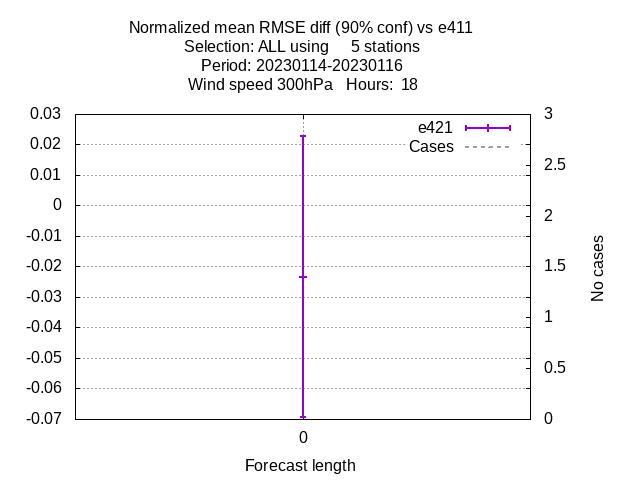 Normalized mean RMSE diff (90% conf) vs e411
Selection: ALL using     5 stations
Period: 20230114-20230116
Wind speed 300hPa   Hours:  18
0.03
0.02
0.01
0
-0.01
-0.02
-0.03
-0.04
-0.05
-0.06
-0.07
e421
Cases
3
2.5
2
1.5
1
0.5
0
No cases
0
Forecast length